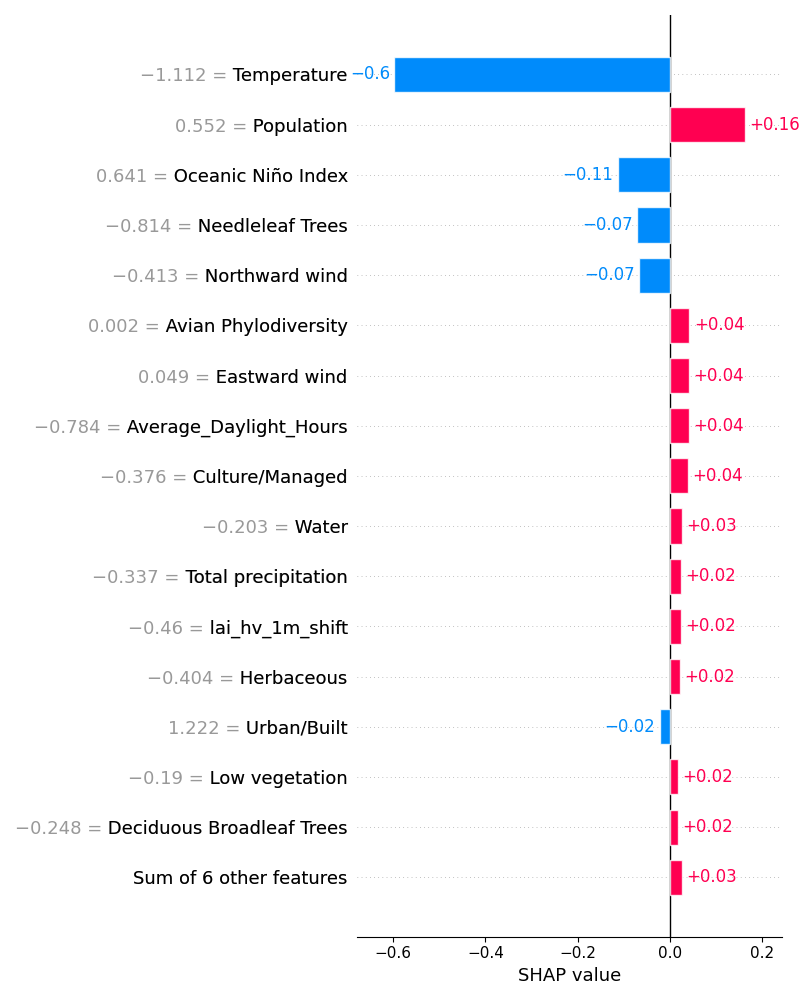 −1.112 = Temperature −0.6
0.552 = Population +0.16
0.641 = Oceanic Niño Index −0.11
−0.814 = Needleleaf Trees −0.07
−0.413 = Northward wind −0.07
0.002 = Avian Phylodiversity +0.04
0.049 = Eastward wind +0.04
−0.784 = Average_Daylight_Hours +0.04
−0.376 = Culture/Managed +0.04
−0.203 = Water +0.03
−0.337 = Total precipitation +0.02
−0.46 = lai_hv_1m_shift +0.02
−0.404 = Herbaceous +0.02
1.222 = Urban/Built −0.02
−0.19 = Low vegetation +0.02
−0.248 = Deciduous Broadleaf Trees +0.02
Sum of 6 other features +0.03
−0.6 −0.4 −0.2 0.0 0.2
SHAP value